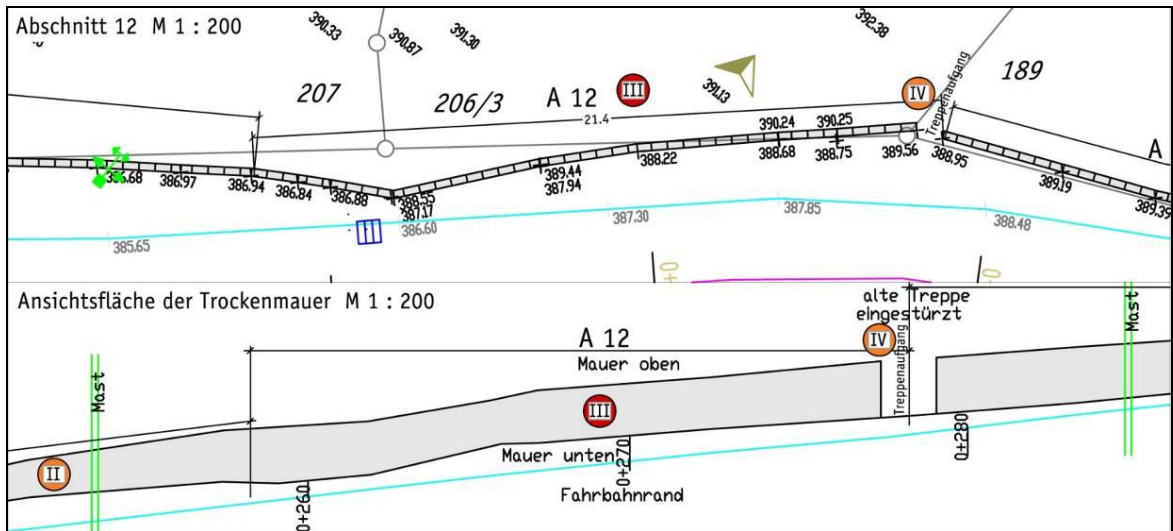 Abschnitt 12 M 1 : 200
390.33
390.87
391.30
392.38
207
206/3
A 12
III
391.13
IV
Treppenaufgang
189
21.4
390.24
390.25
A
386.97
386.94
386.84
386.88
388.55
387.17
386.60
389.44
387.94
388.22
388.68
388.75
389.56
388.95
389.19
389.39
385.65
387.30
387.85
388.48
Ansichtsfläche der Trockenmauer M 1 : 200
alte Treppe
eingestürzt
A 12
Mauer oben
IV
Treppenaufgang
Mast
Mast
III
II
Mauer unten
0+260
0+270
0+280
Fahrbahnrand